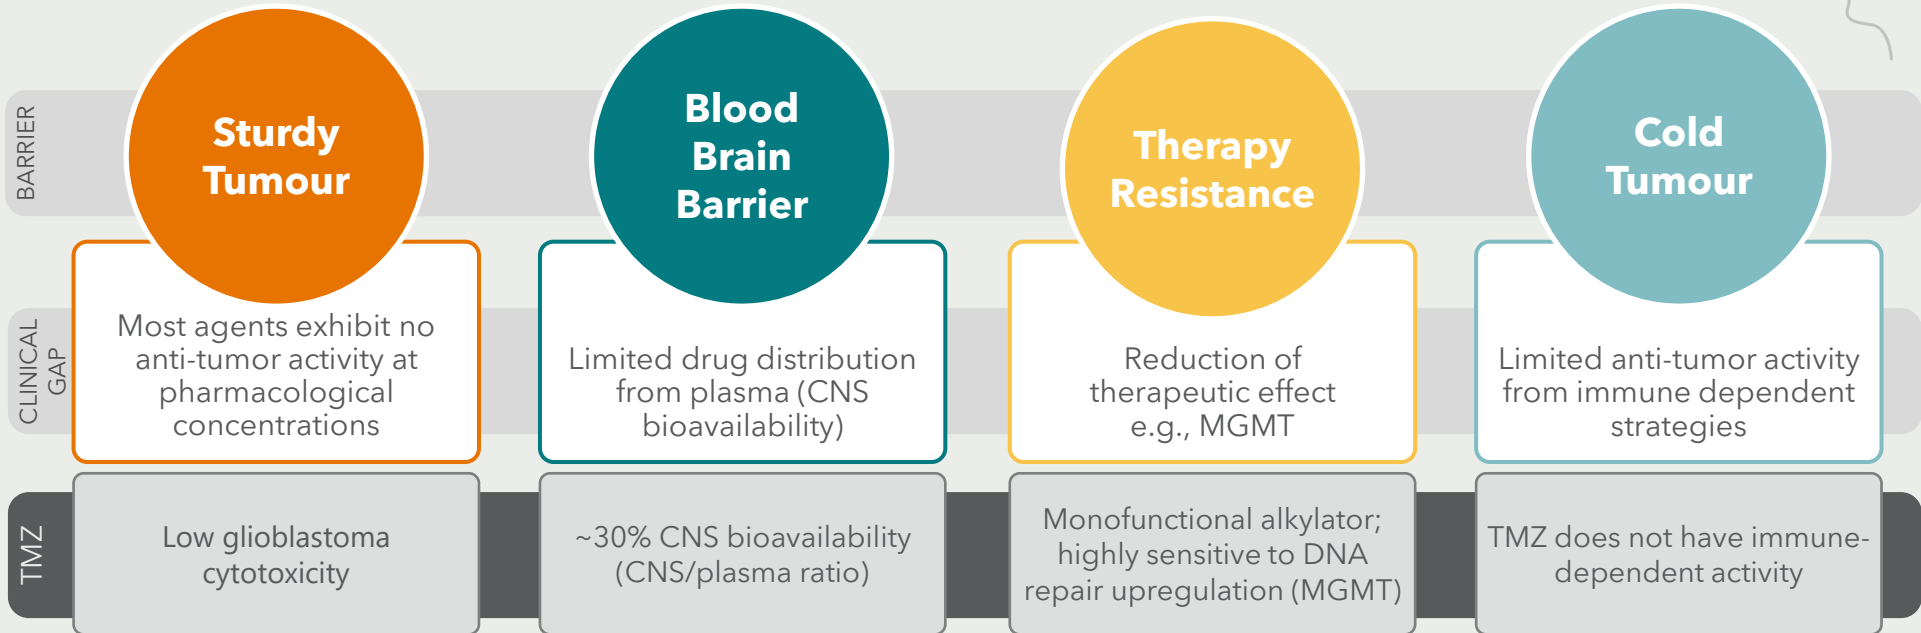 BARRIER
Sturdy
Tumour
Blood
Brain
Barrier
Therapy
Resistance
Cold
Tumour
CLINICAL
GAP
Most agents exhibit no
anti-tumor activity at
pharmacological
concentrations
Limited drug distribution
from plasma (CNS
bioavailability)
Reduction of
therapeutic effect
e.g., MGMT
Limited anti-tumor activity
from immune dependent
strategies
TMZ
Low glioblastoma
cytotoxicity
~30% CNS bioavailability
(CNS/plasma ratio)
Monofunctional alkylator;
highly sensitive to DNA
repair upregulation (MGMT)
TMZ does not have immune-
dependent activity